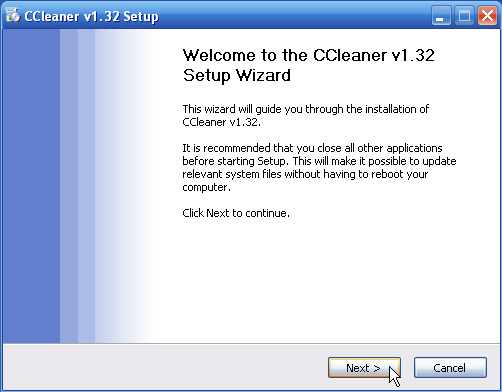 CCleaner v1.32 Setup
Welcome to the CCleaner v1.32
Setup Wizard
This wizard will guide you through the installation of
CCleaner v1.32.
It is recommended that you close all other applications
before starting Setup. This will make it possible to update
relevant system files without having to reboot your
computer.
Click Next to continue.
Next >
Cancel